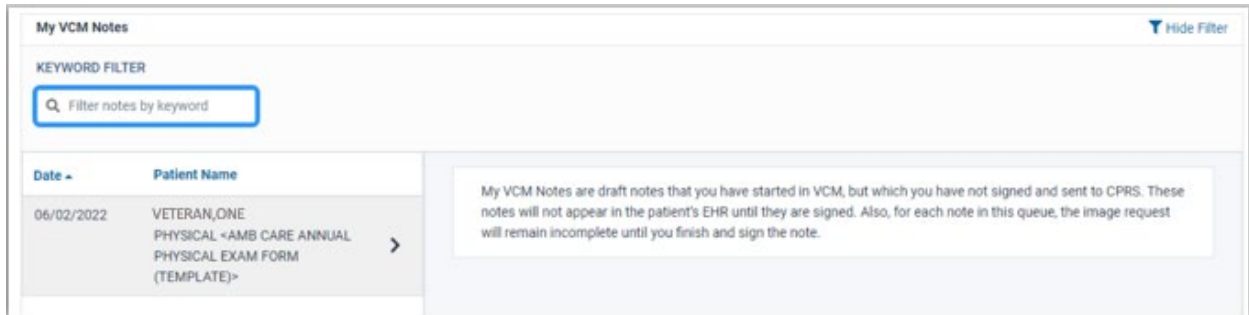 My VCM Notes
Hide Filter
KEYWORD FILTER
Filter notes by keyword
Date
Patient Name
06/02/2022
VETERAN,ONE
PHYSICAL <AMB CARE ANNUAL
PHYSICAL EXAM FORM
(TEMPLATE)>
My VCM Notes are draft notes that you have started in VCM, but which you have not signed and sent to CPRS. These
notes will not appear in the patient's EHR until they are signed. Also, for each note in this queue, the image request
will remain incomplete until you finish and sign the note.